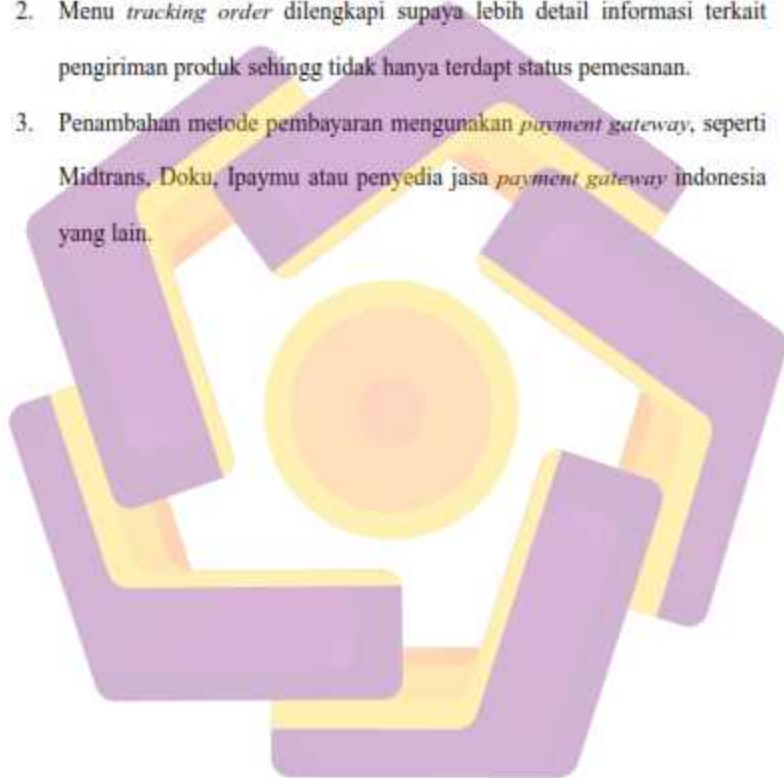 2. Menu tracking order dilengkapi supaya lebih detail informasi terkait
pengiriman produk sehingg tidak hanya terdapt status pemesanan.
3. Penambahan metode pembayaran mengunakan payment gateway, seperti
Midtrans, Doku, Ipaymu atau penyedia jasa payment gateway indonesia
yang lain.